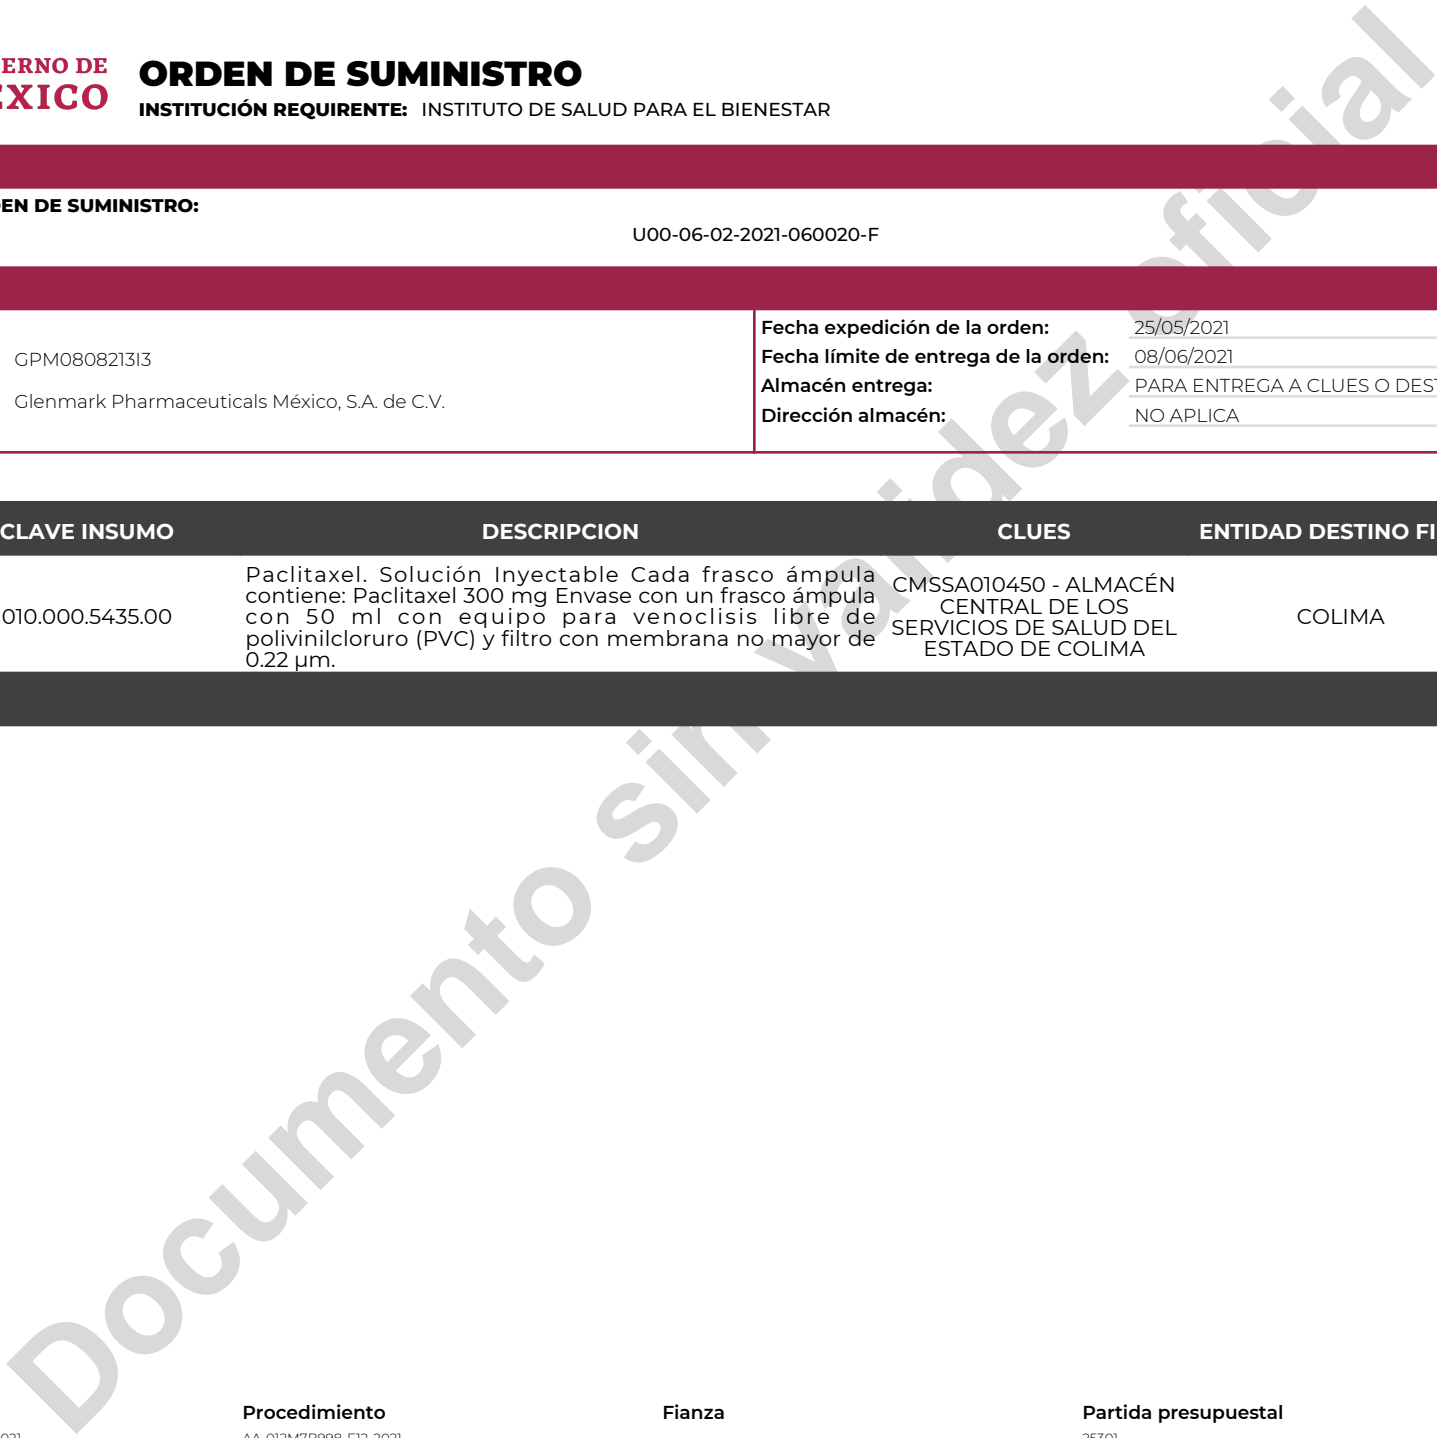 ORDEN DE SUMINISTRO
INSTITUCIÓN REQUIRENTE: INSTITUTO DE SALUD PARA EL BIENESTAR
ERNO DE
XICO
EN DE SUMINISTRO:
U00-06-02-2021-060020-F
GPM0808213I3
Glenmark Pharmaceuticals México, S.A. de C.V.
Fecha expedición de la orden: 25/05/2021
Fecha límite de entrega de la orden: 08/06/2021
Almacén entrega: PARA ENTREGA A CLUES O DEST
Dirección almacén: NO APLICA
CLAVE INSUMO DESCRIPCION CLUES ENTIDAD DESTINO FI
010.000.5435.00
Paclitaxel. Solución Inyectable Cada frasco ámpula
contiene: Paclitaxel 300 mg Envase con un frasco ámpula
con 50 ml con equipo para venoclisis libre de
polivinilcloruro (PVC) y filtro con membrana no mayor de
0.22 µm.
CMSSA010450 - ALMACÉN
CENTRAL DE LOS
SERVICIOS DE SALUD DEL
ESTADO DE COLIMA
COLIMA
Documento sin validez oficial
Procedimiento Fianza Partida presupuestal